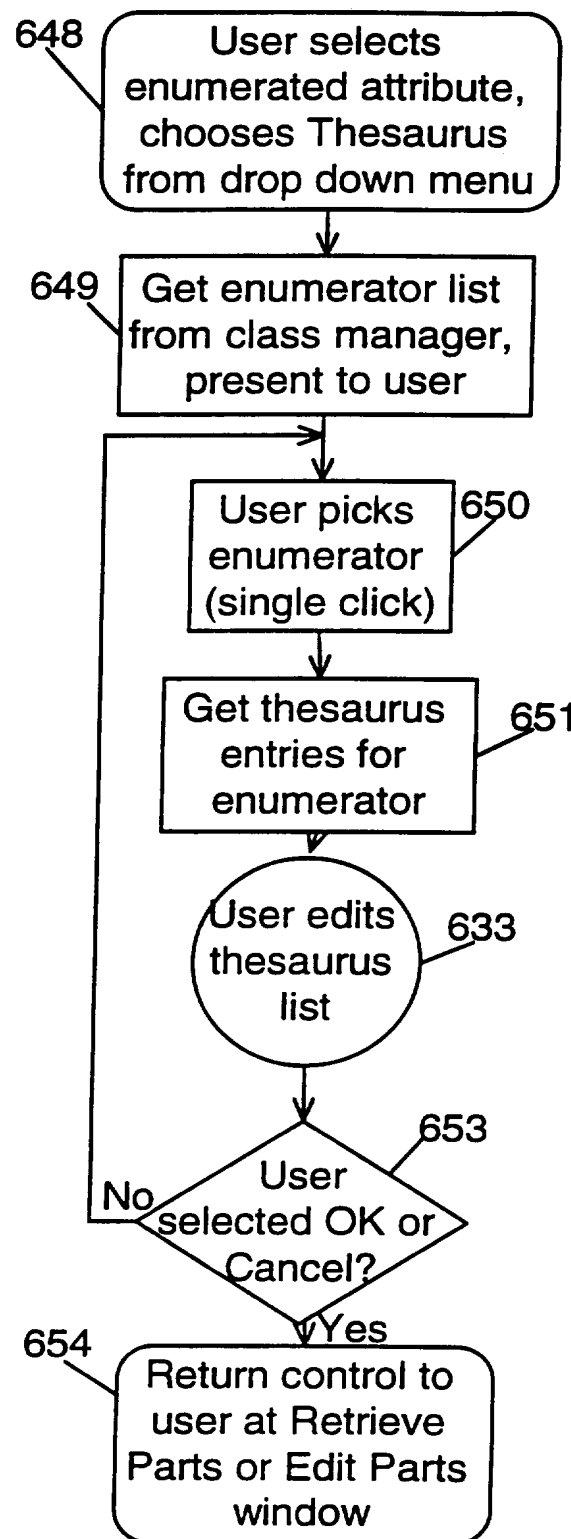 648
User selects
enumerated attribute,
chooses Thesaurus
from drop down menu
649
Get enumerator list
from class manager,
present to user
650
User picks
enumerator
(single click)
651
Get thesaurus
entries for
enumerator
633
User edits
thesaurus
list
653
User
selected OK or
Cancel?
No
Yes
654
Return control to
user at Retrieve
Parts or Edit Parts
window